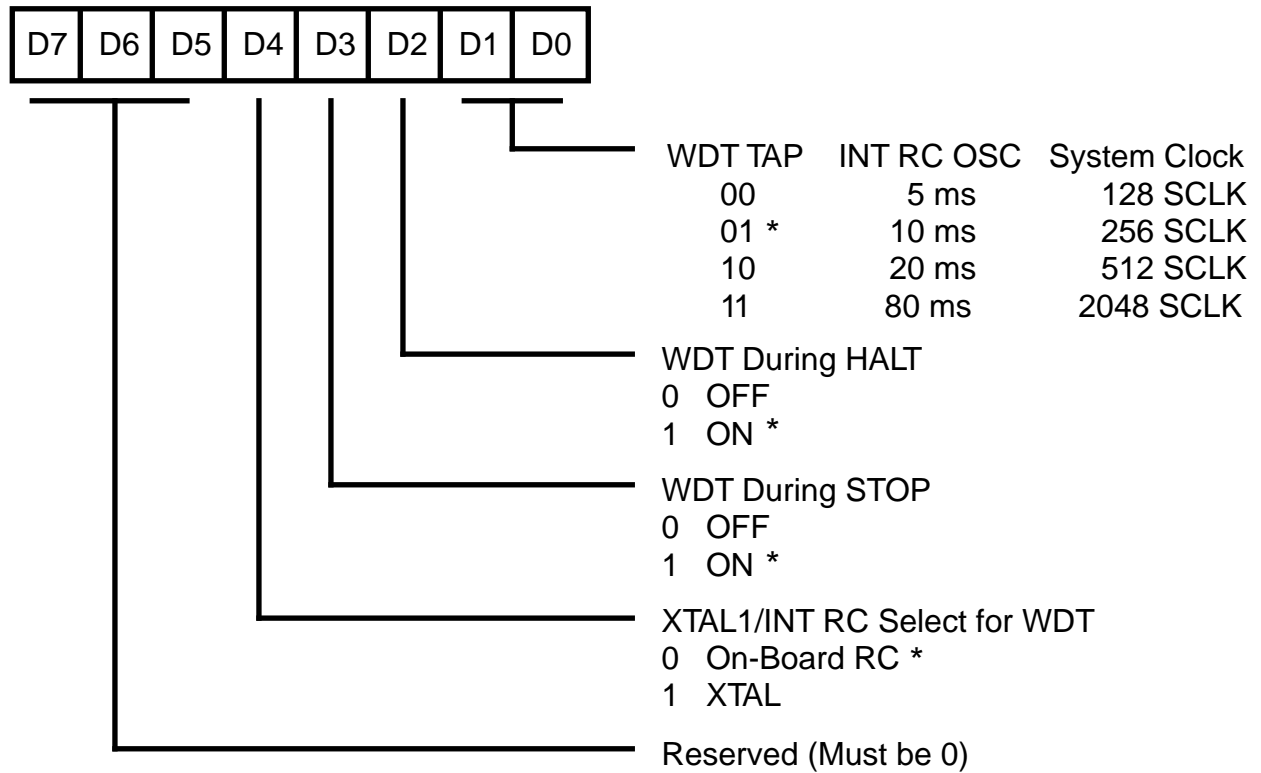 D7 D6 D5 D4 D3 D2 D1 D0
WDT TAP INT RC OSC System Clock
00 5 ms 128 SCLK
01 * 10 ms 256 SCLK
10 20 ms 512 SCLK
11 80 ms 2048 SCLK
WDT During HALT
0 OFF
1 ON *
WDT During STOP
0 OFF
1 ON *
XTAL1/INT RC Select for WDT
0 On-Board RC *
1 XTAL
Reserved (Must be 0)